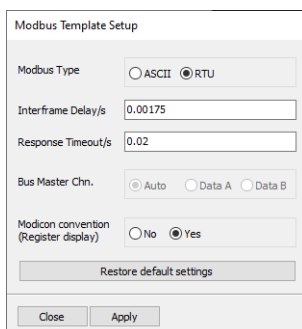 Modbus Template Setup
Modbus Type ASCII RTU
Interframe Delay/s 0.00175
Response Timeout/s 0.02
Bus Master Chn. Auto Data A Data B
Modicon convention
(Register display) No Yes
Restore default settings
Close Apply